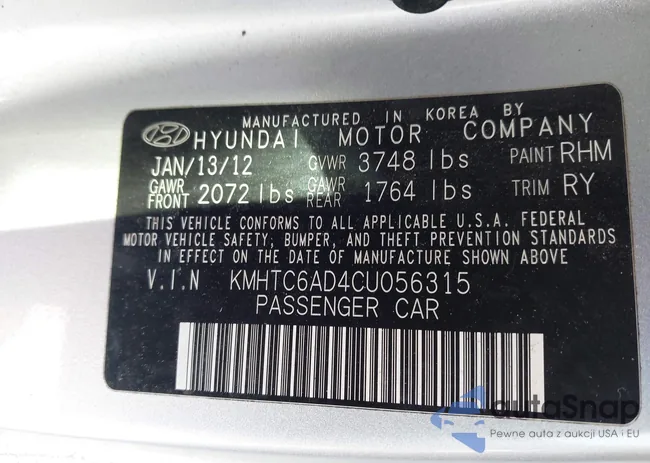 MANUFACTURED IN KOREA BY
HYUNDAI MOTOR COMPANY
JAN/13/12 GVWR 3748 lbs PAINT RHM
GAWR FRONT 2072 lbs GAWR REAR 1764 lbs TRIM RY
THIS VEHICLE CONFORMS TO ALL APPLICABLE U.S.A. FEDERAL
MOTOR VEHICLE SAFETY, BUMPER, AND THEFT PREVENTION STANDARDS
IN EFFECT ON THE DATE OF MANUFACTURE SHOWN ABOVE.
V.I.N KMHTC6AD4CU056315
PASSENGER CAR
autoSnap
Pewne auta z aukcji USA i EU